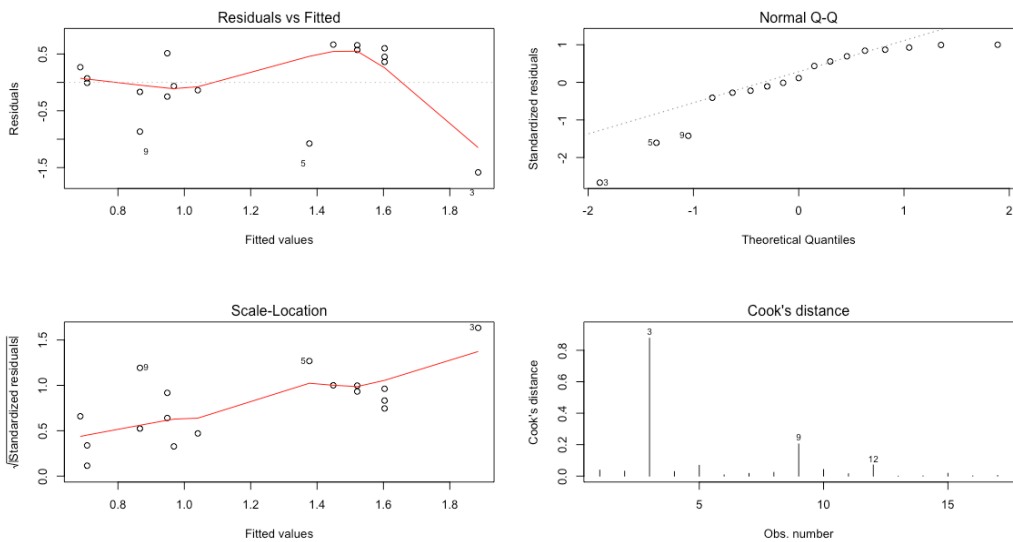 Residuals vs Fitted
Residuals
0.5
-0.5
-1.5
9
5
3
0.8 1.0 1.2 1.4 1.6 1.8
Fitted values
Normal Q-Q
Standardized residuals
1
0
-1
-2
5
9
3
-2 -1 0 1 2
Theoretical Quantiles
Scale-Location
√|Standardized residuals|
1.5
1.0
0.5
0.0
3
5
9
0.8 1.0 1.2 1.4 1.6 1.8
Fitted values
Cook's distance
Cook's distance
0.8
0.6
0.4
0.2
0.0
3
9
12
5 10 15
Obs. number